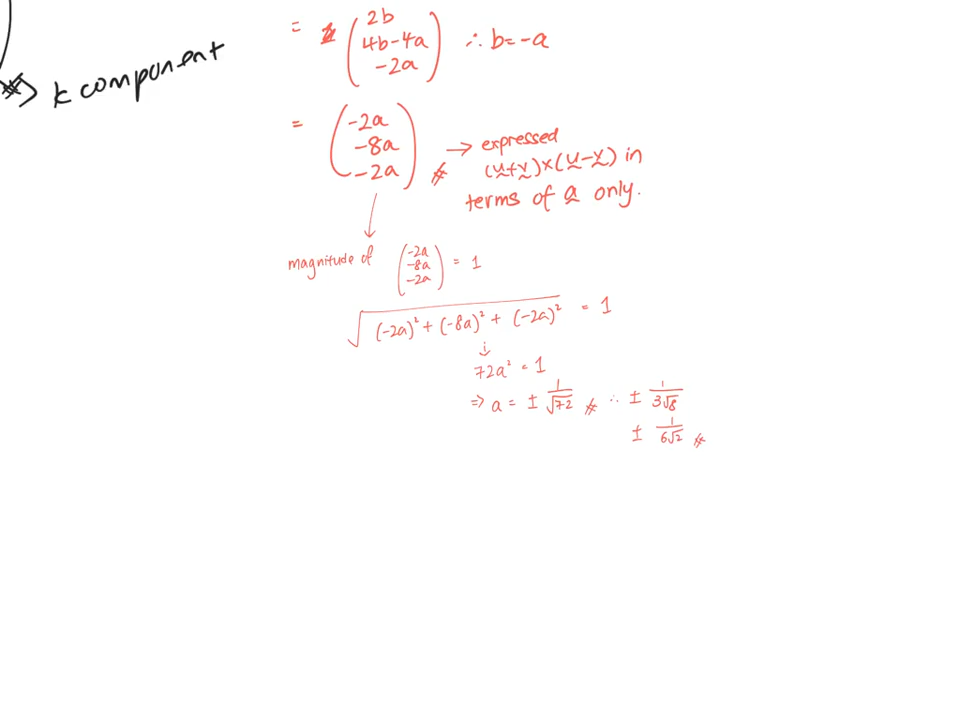 = (2b
4b-4a
-2a) ∴ b=-a
⇒ k component
= (-2a
-8a
-2a) # → expressed
(u+v)×(u-v) in
terms of a only.
magnitude of (-2a
-8a
-2a) = 1
√((-2a)² + (-8a)² + (-2a)²) = 1
↓
72a² = 1
⇒ a = ± 1/√72 # ∴ ± 1/3√8
± 1/6√2 #